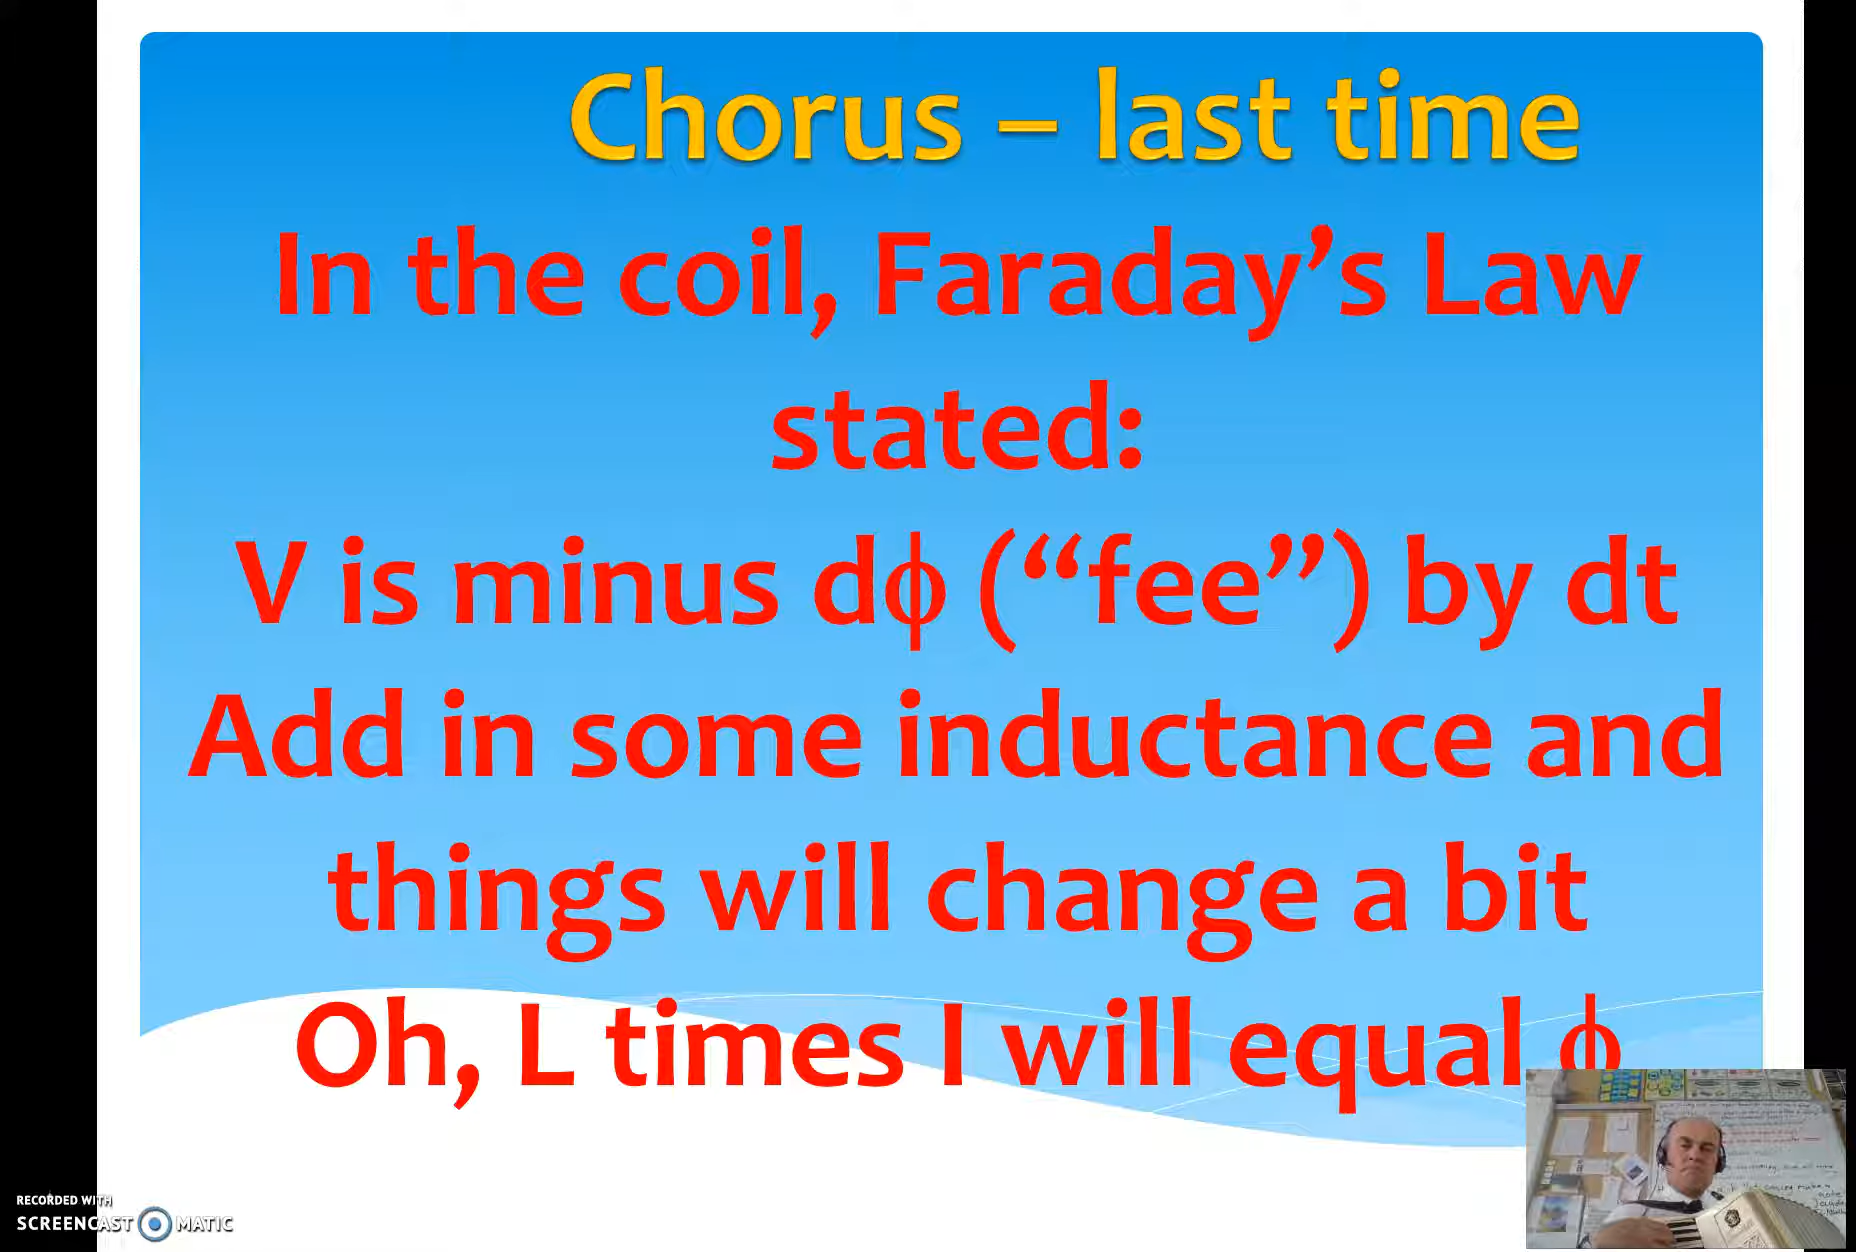 Chorus – last time
In the coil, Faraday’s Law
stated:
V is minus dϕ (“fee”) by dt
Add in some inductance and
things will change a bit
Oh, L times I will equal ϕ
RECORDED WITH
SCREENCAST MATIC